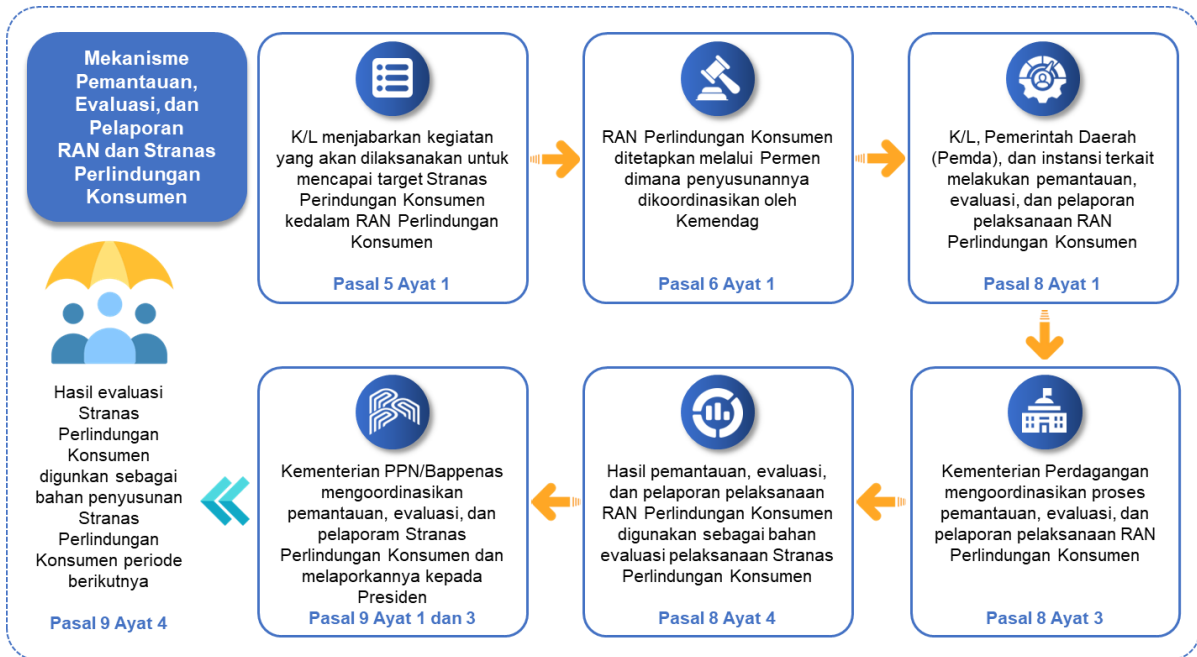 Mekanisme
Pemantauan,
Evaluasi, dan
Pelaporan
RAN dan Stranas
Perlindungan
Konsumen
K/L menjabarkan kegiatan
yang akan dilaksanakan untuk
mencapai target Stranas
Perindungan Konsumen
kedalam RAN Perlindungan
Konsumen
Pasal 5 Ayat 1
RAN Perlindungan Konsumen
ditetapkan melalui Permen
dimana penyusunannya
dikoordinasikan oleh
Kemendag
Pasal 6 Ayat 1
K/L, Pemerintah Daerah
(Pemda), dan instansi terkait
melakukan pemantauan,
evaluasi, dan pelaporan
pelaksanaan RAN
Perlindungan Konsumen
Pasal 8 Ayat 1
Kementerian Perdagangan
mengoordinasikan proses
pemantauan, evaluasi, dan
pelaporan pelaksanaan RAN
Perlindungan Konsumen
Pasal 8 Ayat 3
Hasil pemantauan, evaluasi,
dan pelaporan pelaksanaan
RAN Perlindungan Konsumen
digunakan sebagai bahan
evaluasi pelaksanaan Stranas
Perlindungan Konsumen
Pasal 8 Ayat 4
Kementerian PPN/Bappenas
mengoordinasikan
pemantauan, evaluasi, dan
pelaporam Stranas
Perlindungan Konsumen dan
melaporkannya kepada
Presiden
Pasal 9 Ayat 1 dan 3
Hasil evaluasi
Stranas
Perlindungan
Konsumen
digunkan sebagai
bahan penyusunan
Stranas
Perlindungan
Konsumen periode
berikutnya
Pasal 9 Ayat 4